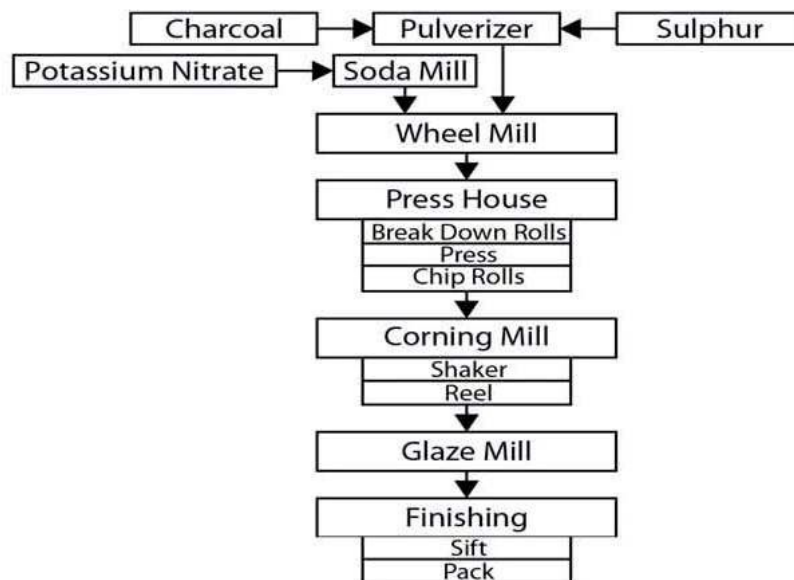 Charcoal
Pulverizer
Sulphur
Potassium Nitrate
Soda Mill
Wheel Mill
Press House
Break Down Rolls
Press
Chip Rolls
Corning Mill
Shaker
Reel
Glaze Mill
Finishing
Sift
Pack